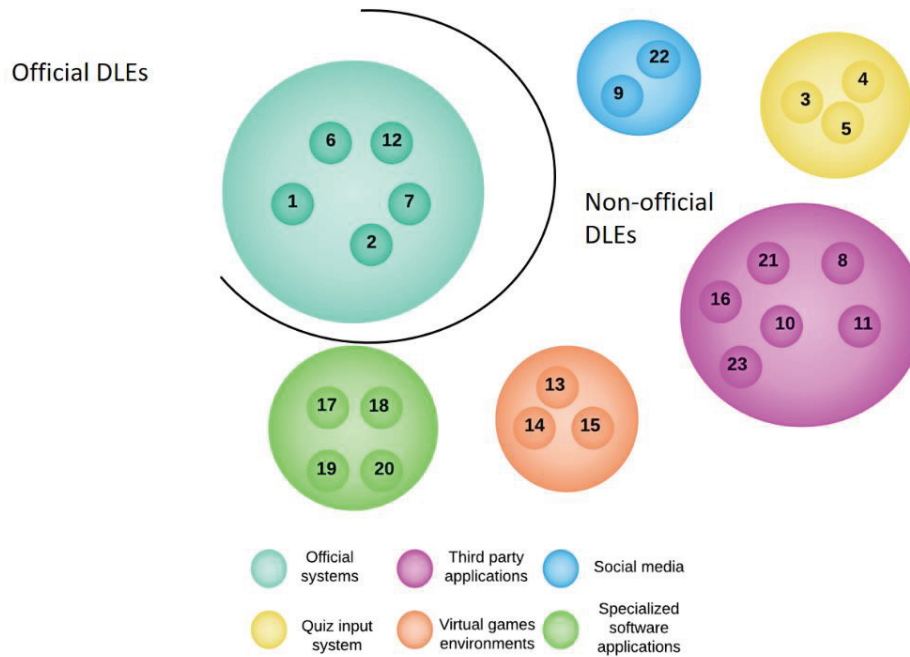 Official DLEs
6
12
1
7
2
22
9
4
3
5
Non-official
DLEs
21
8
16
10
11
23
17
18
19
20
13
14
15
Official
systems
Third party
applications
Social media
Quiz input
system
Virtual games
environments
Specialized
software
applications